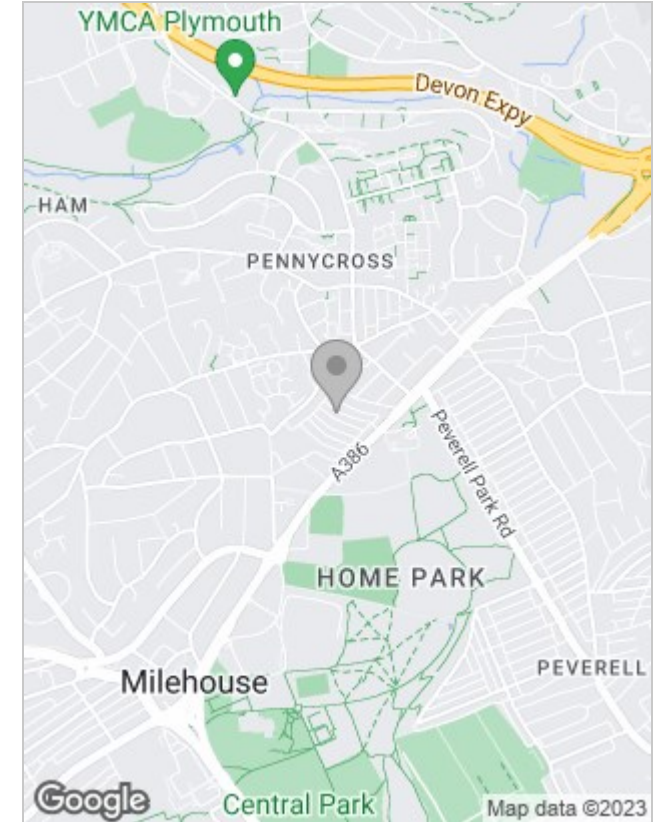 YMCA Plymouth
Devon Expy
HAM
PENNYCROSS
A386
Peverell Park Rd
HOME PARK
PEVERELL
Milehouse
Central Park
Google
Map data ©2023